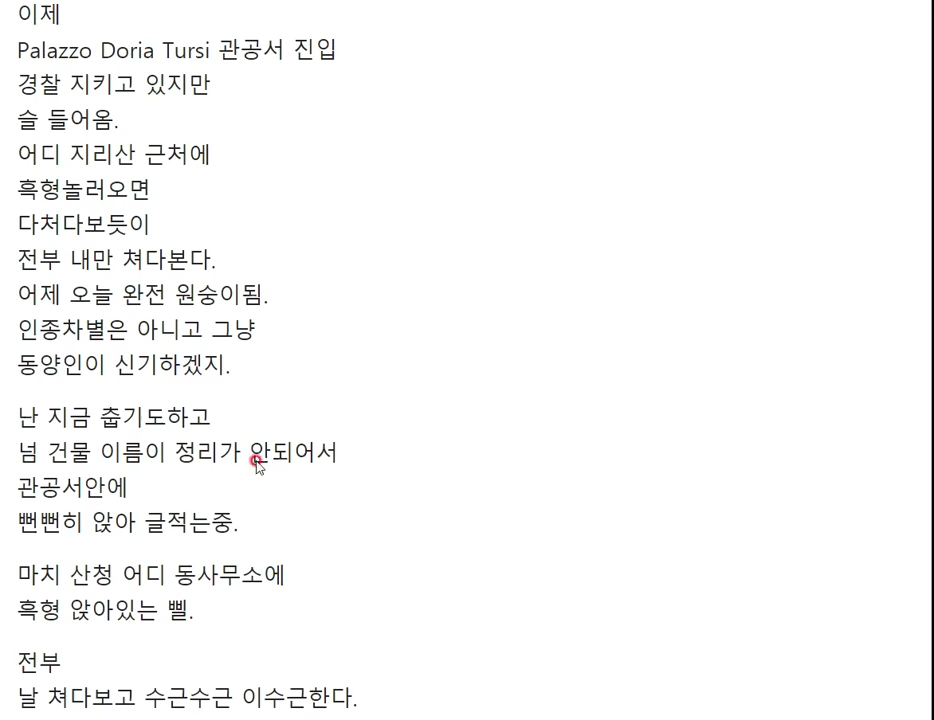 이제
Palazzo Doria Tursi 관공서 진입
경찰 지키고 있지만
슬 들어옴.
어디 지리산 근처에
흑형놀러오면
다처다보듯이
전부 내만 쳐다본다.
어제 오늘 완전 원숭이됨.
인종차별은 아니고 그냥
동양인이 신기하겠지.
난 지금 춥기도하고
넘 건물 이름이 정리가 안되어서
관공서안에
뻔뻔히 앉아 글적는중.
마치 산청 어디 동사무소에
흑형 앉아있는 삘.
전부
날 쳐다보고 수근수근 이수근한다.